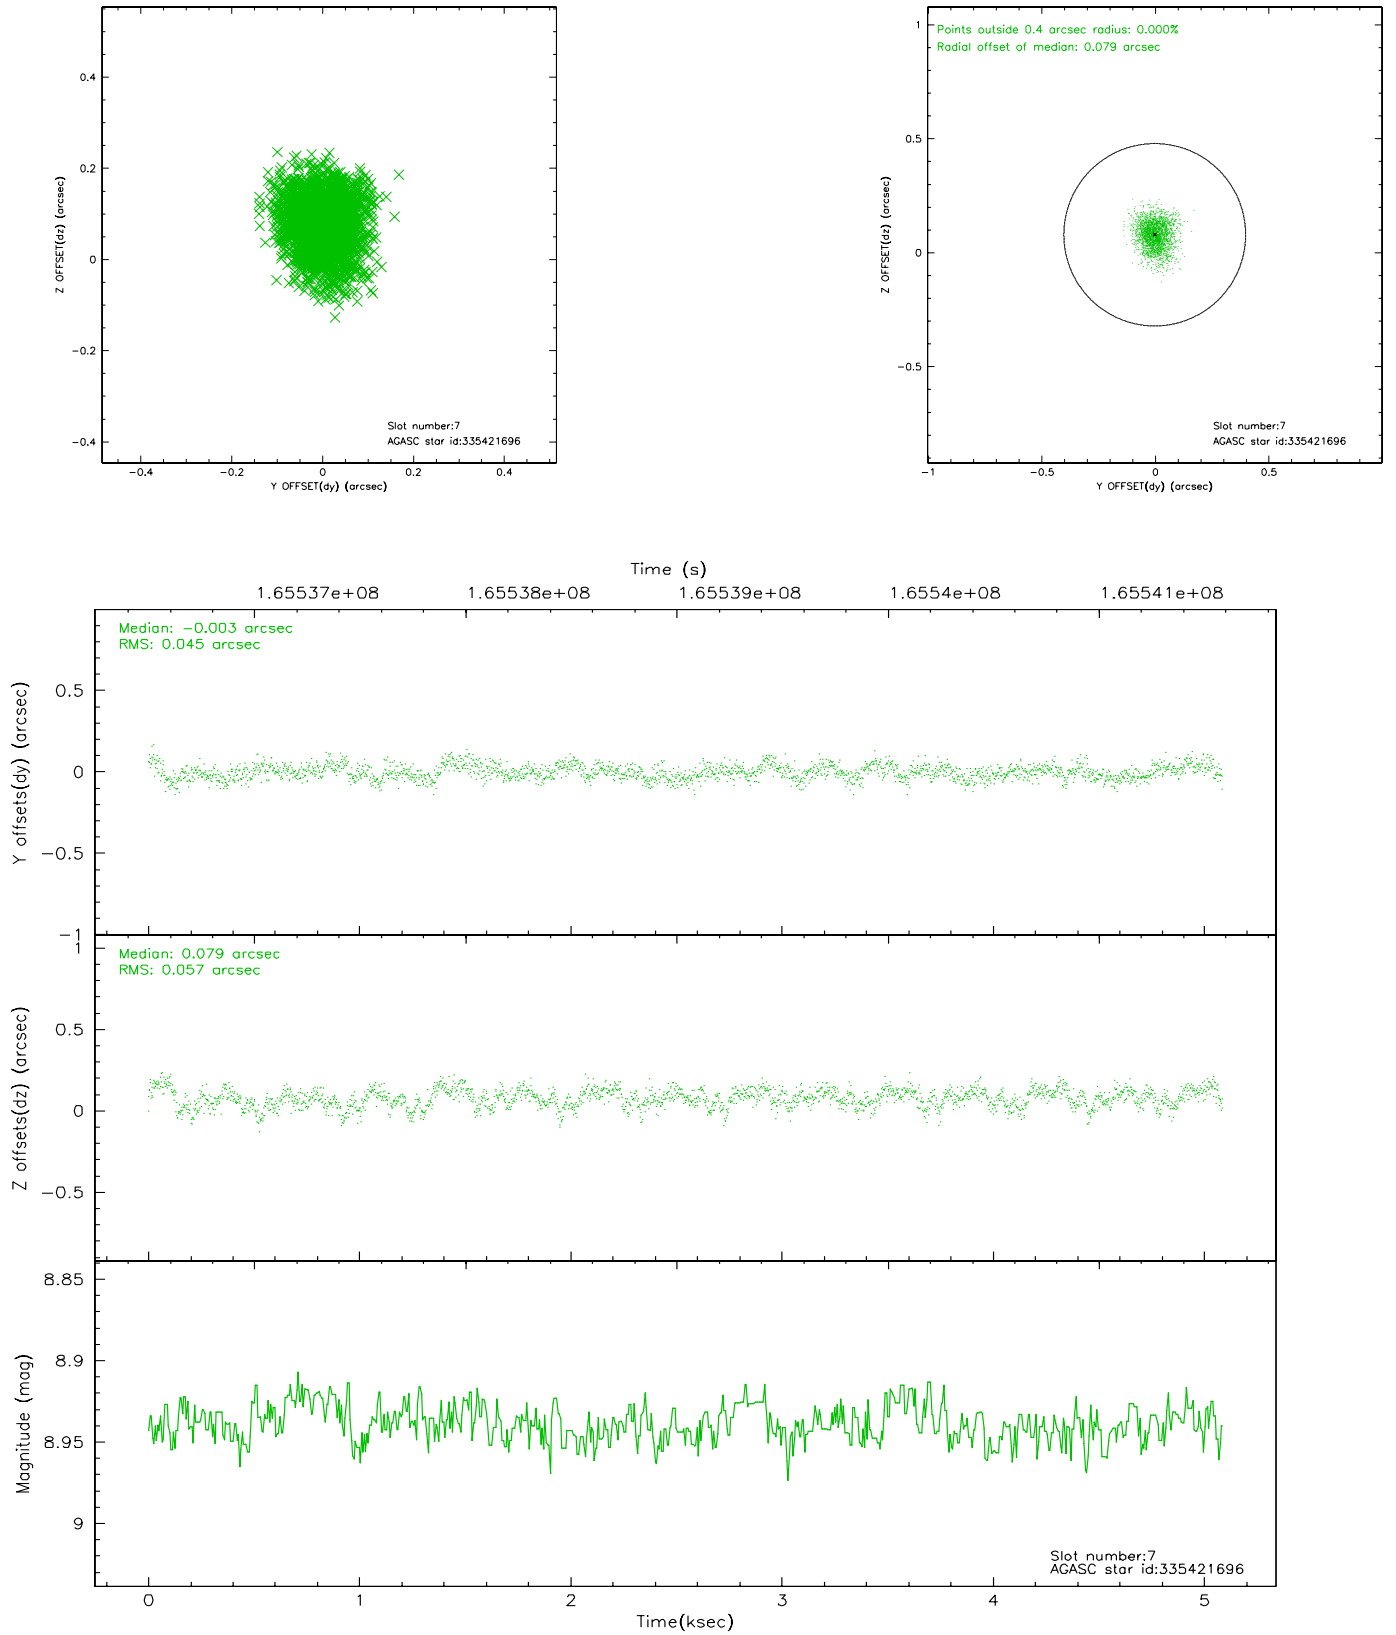 0.4
0.2
0
−0.2
−0.4
Z OFFSET(dz) (arcsec)
Slot number:7
AGASC star id:335421696
−0.4 −0.2 0 0.2 0.4
Y OFFSET(dy) (arcsec)
Points outside 0.4 arcsec radius: 0.000%
Radial offset of median: 0.079 arcsec
1
0.5
0
−0.5
Z OFFSET(dz) (arcsec)
Slot number:7
AGASC star id:335421696
−1 −0.5 0 0.5
Y OFFSET(dy) (arcsec)
Time (s)
1.65537e+08 1.65538e+08 1.65539e+08 1.6554e+08 1.65541e+08
Median: −0.003 arcsec
RMS: 0.045 arcsec
0.5
0
−0.5
−1
Y offsets(dy) (arcsec)
Median: 0.079 arcsec
RMS: 0.057 arcsec
1
0.5
0
−0.5
Z offsets(dz) (arcsec)
8.85
8.9
8.95
9
Magnitude (mag)
Slot number:7
AGASC star id:335421696
0 1 2 3 4 5
Time(ksec)